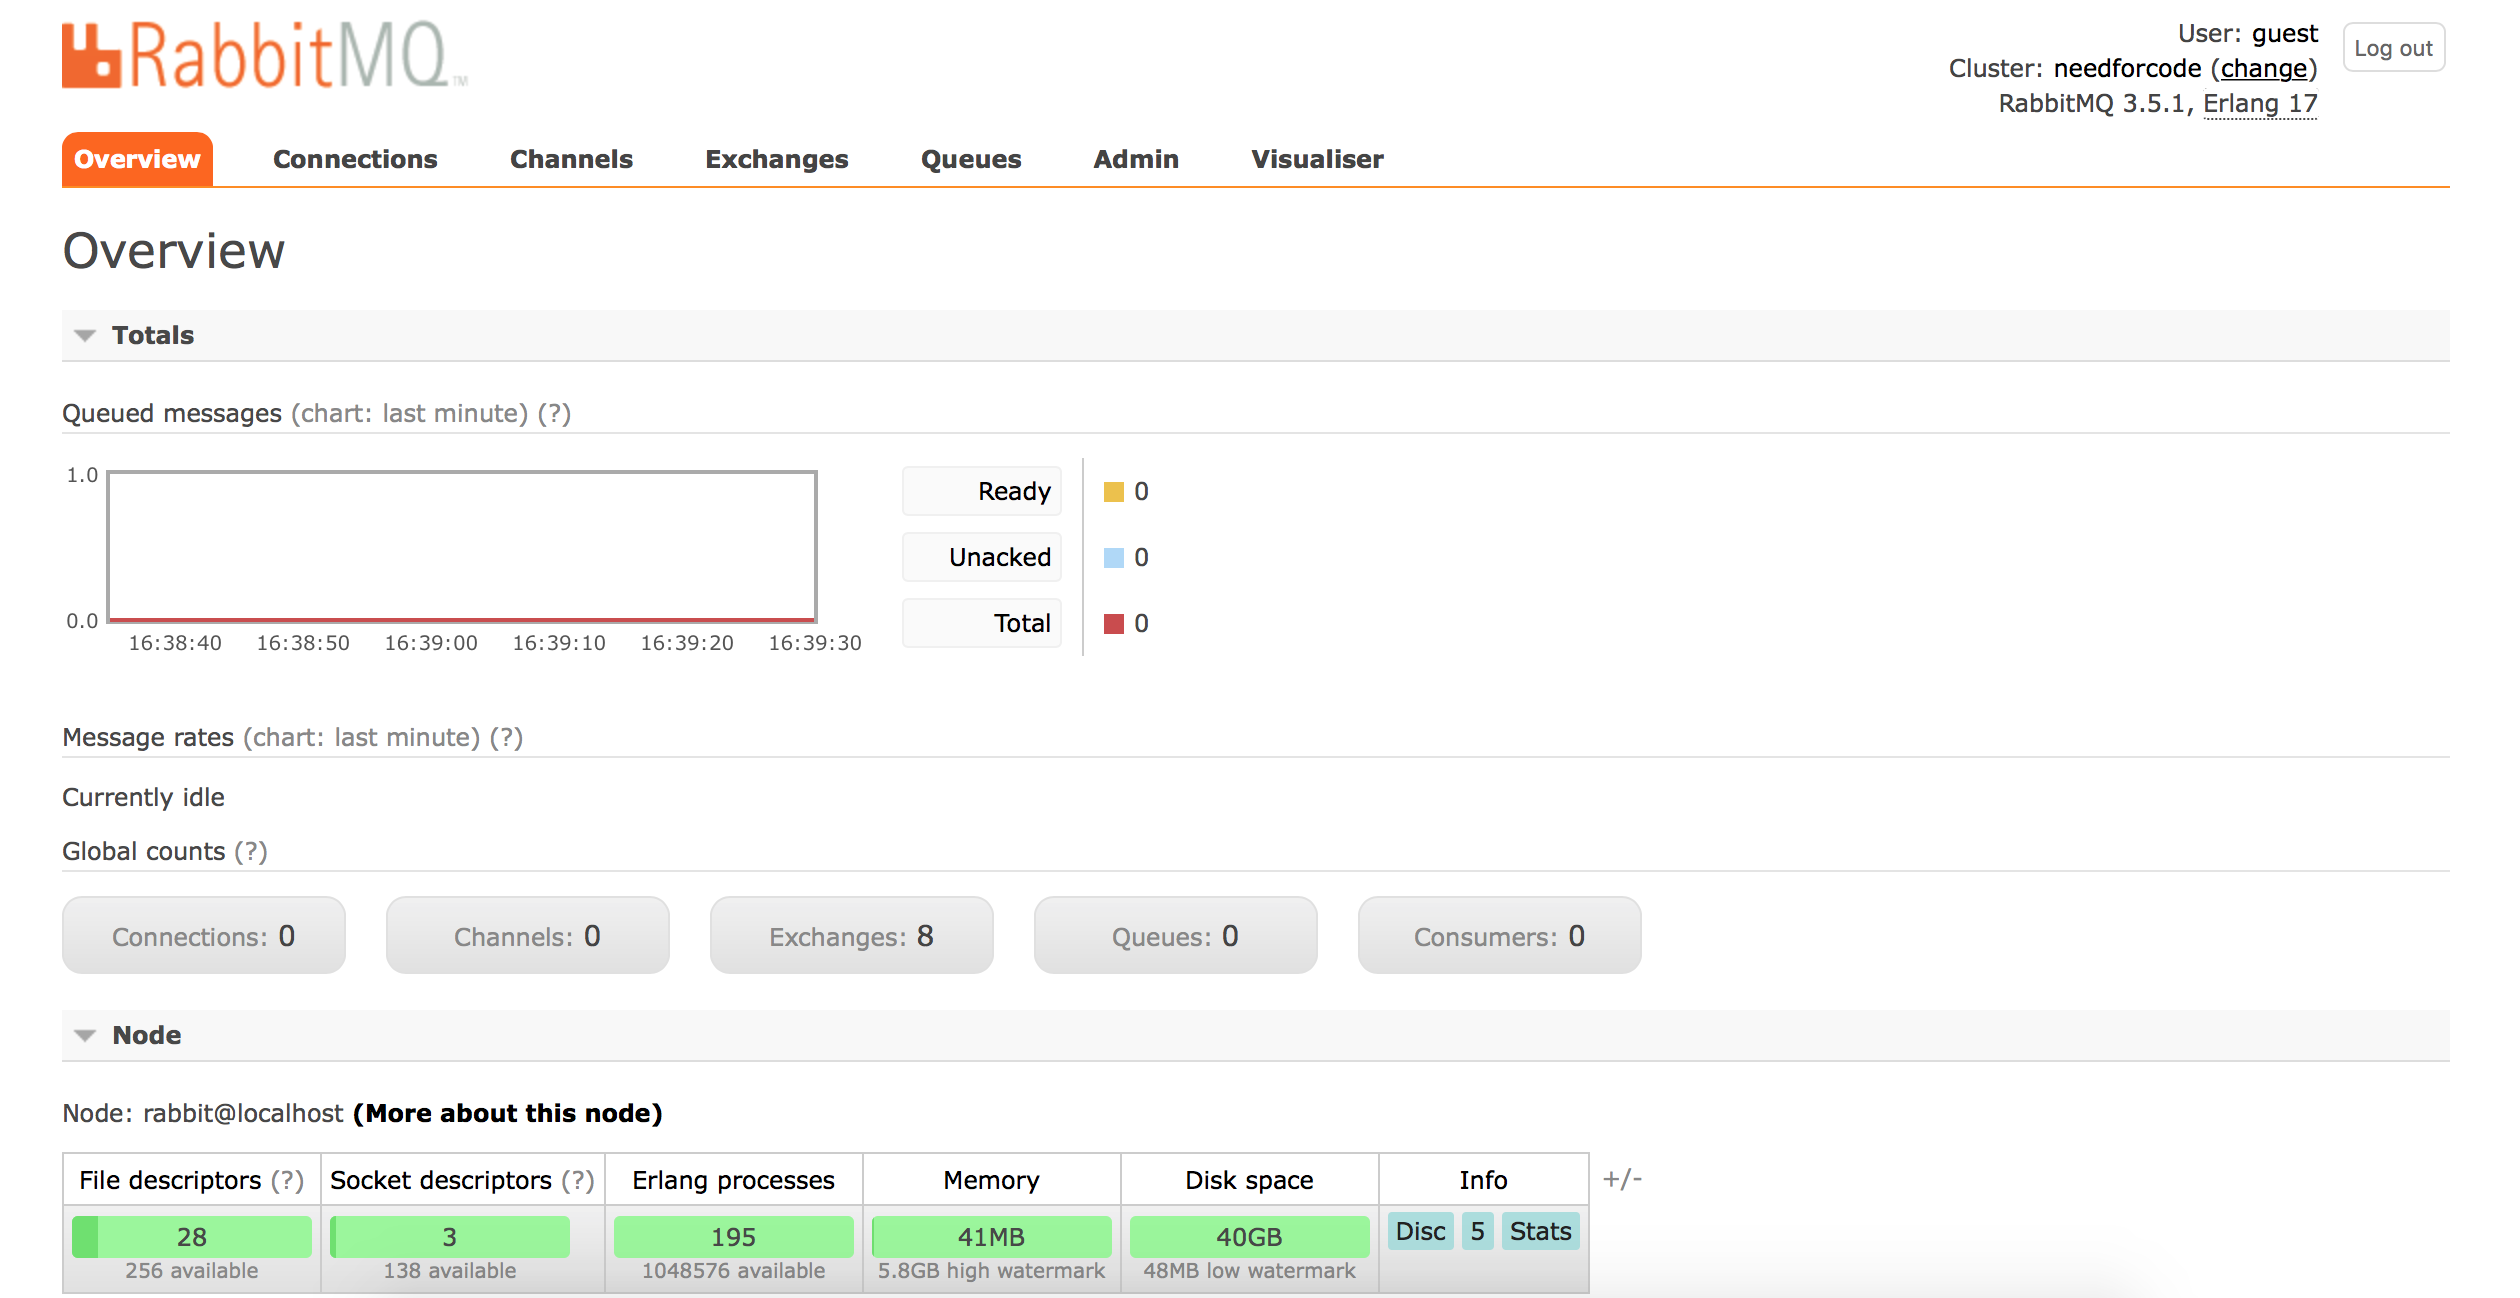 RabbitMQ™
User: guest
Log out
Cluster: needforcode (change)
RabbitMQ 3.5.1, Erlang 17
Overview Connections Channels Exchanges Queues Admin Visualiser
Overview
Totals
Queued messages (chart: last minute) (?)
1.0
0.0
16:38:40 16:38:50 16:39:00 16:39:10 16:39:20 16:39:30
Ready 0
Unacked 0
Total 0
Message rates (chart: last minute) (?)
Currently idle
Global counts (?)
Connections: 0 Channels: 0 Exchanges: 8 Queues: 0 Consumers: 0
Node
Node: rabbit@localhost (More about this node)
File descriptors (?) Socket descriptors (?) Erlang processes Memory Disk space Info +/-
28 3 195 41MB 40GB Disc 5 Stats
256 available 138 available 1048576 available 5.8GB high watermark 48MB low watermark